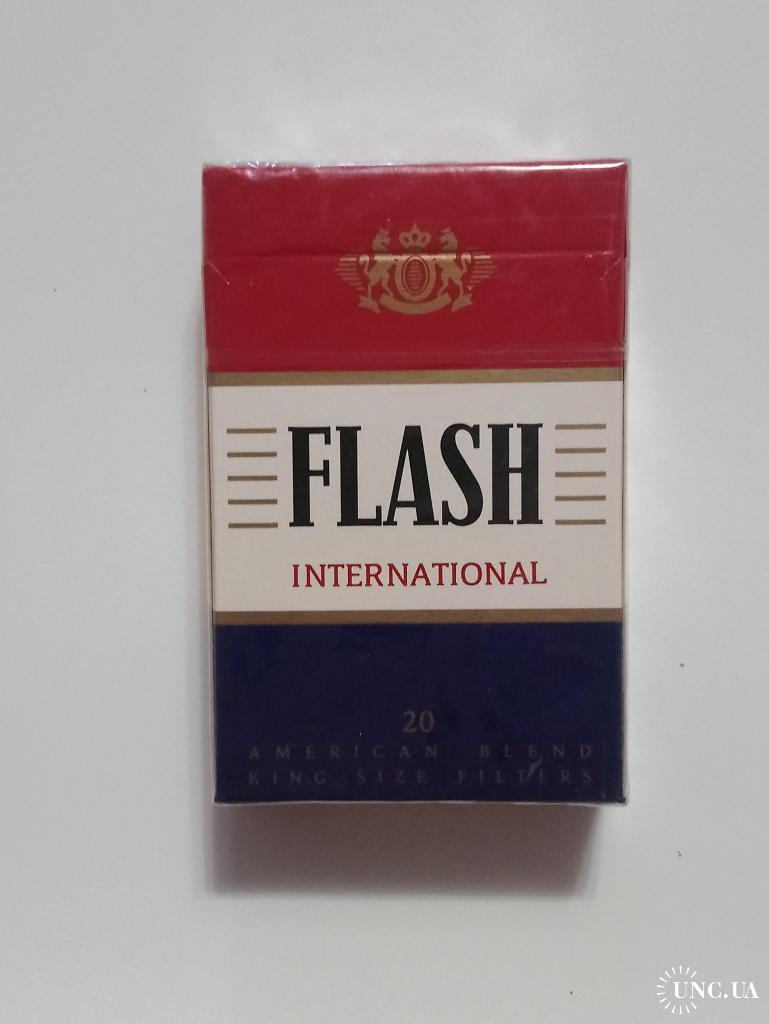 FLASH
INTERNATIONAL
20
AMERICAN BLEND
KING SIZE FILTERS
UNC.UA